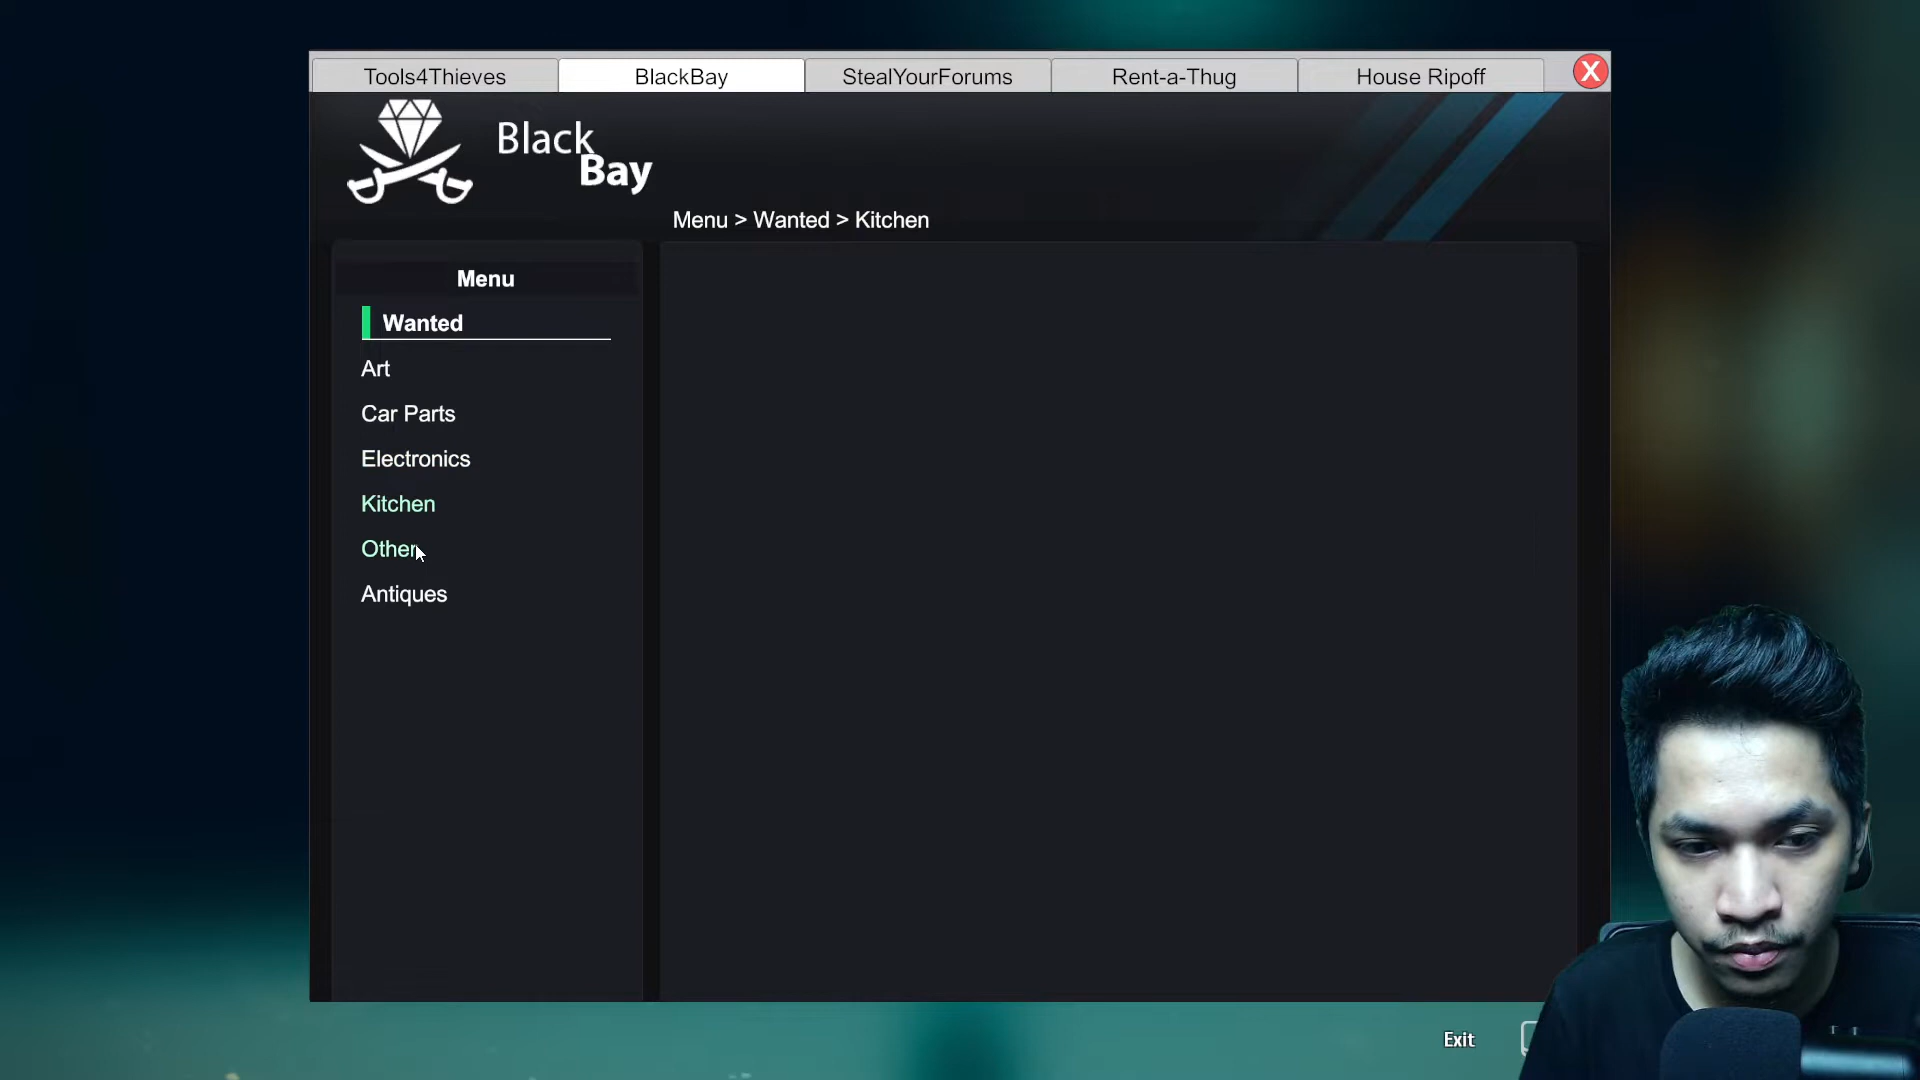 Tools4Thieves
BlackBay
StealYourForums
Rent-a-Thug
House Ripoff
X
Black
Bay
Menu > Wanted > Kitchen
Menu
Wanted
Art
Car Parts
Electronics
Kitchen
Other
Antiques
Exit